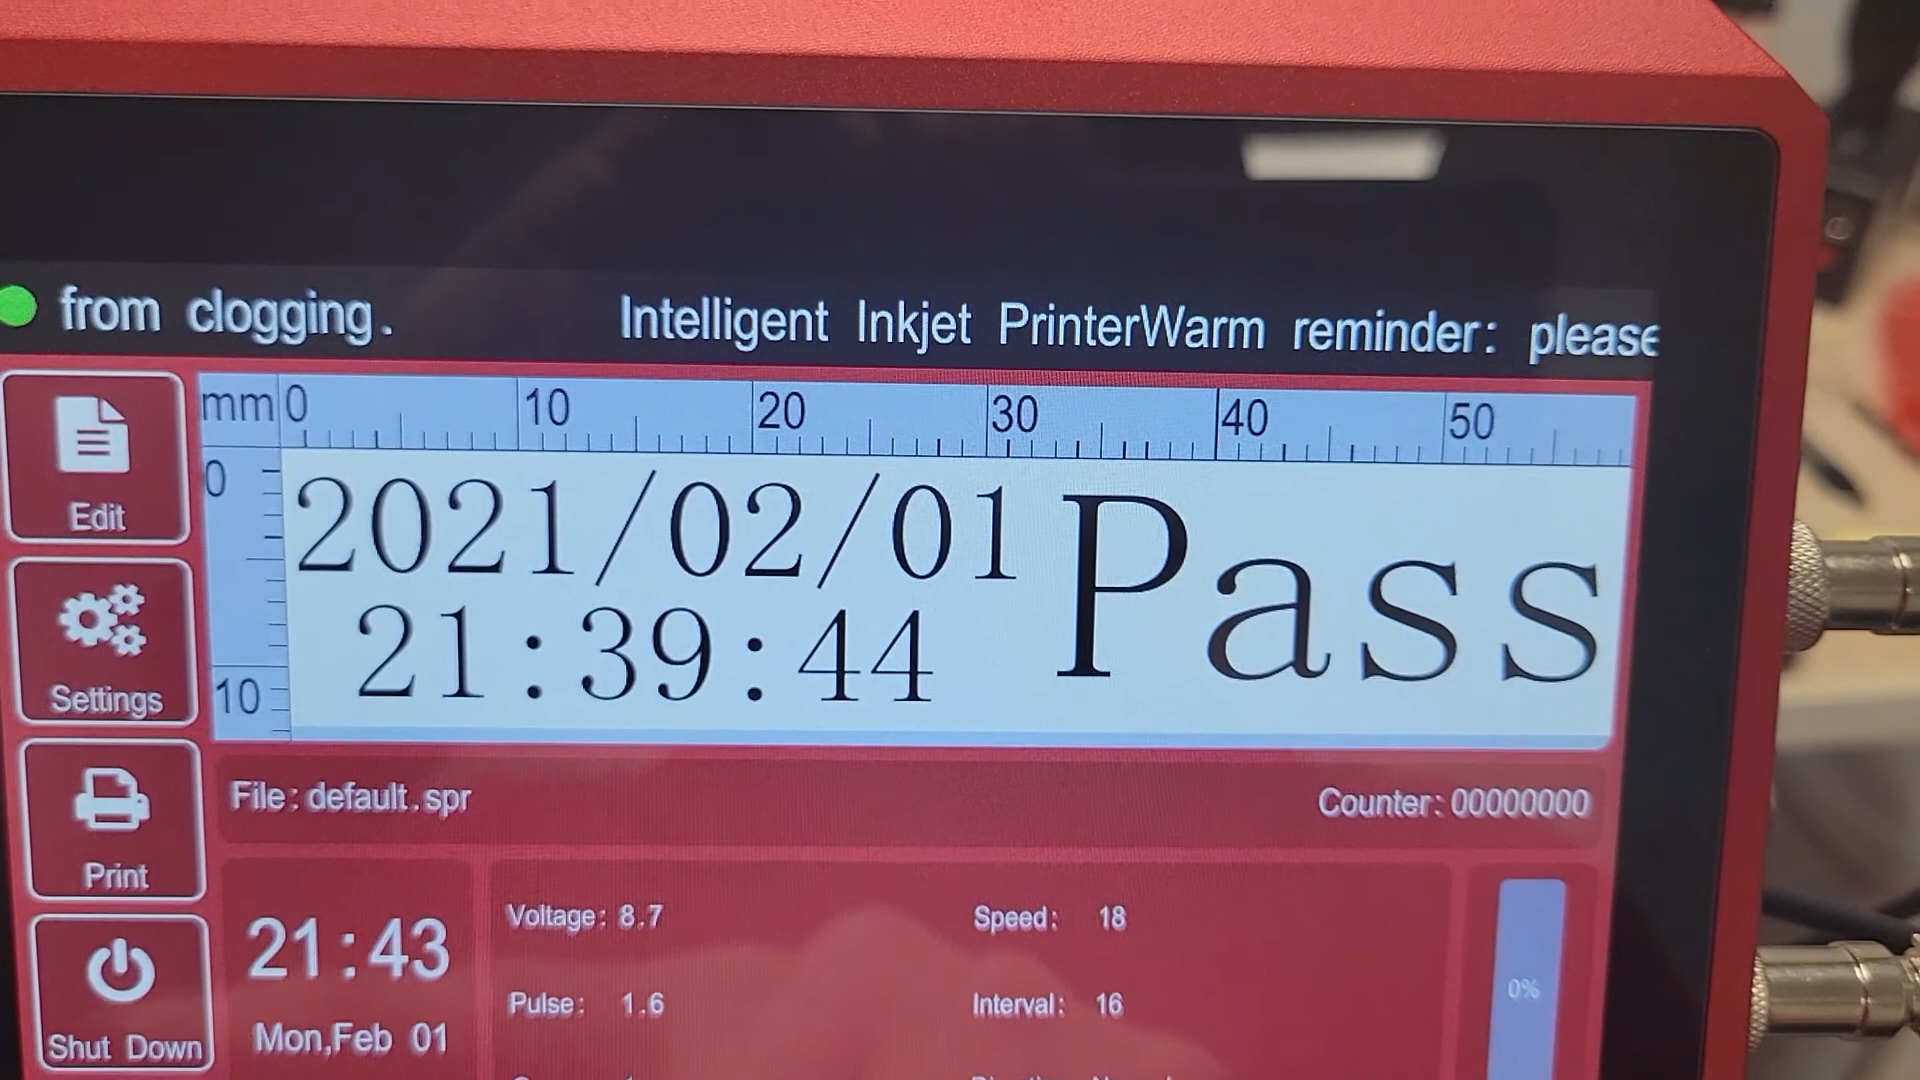 from clogging. Intelligent Inkjet PrinterWarm reminder: please
mm 0 10 20 30 40 50
0
10
2021/02/01 Pass
21:39:44
Edit
Settings
Print
Shut Down
File: default.spr Counter: 00000000
21:43
Mon,Feb 01
Voltage: 8.7 Speed: 18
Pulse: 1.6 Interval: 16
0%